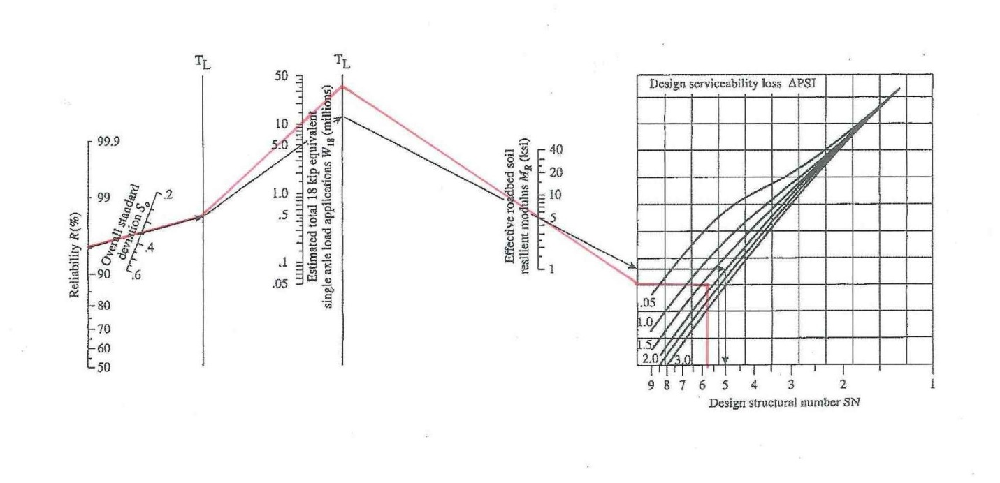 T_L
T_L
Design serviceability loss ΔPSI
Reliability R(%)
99.9
99
90
80
70
60
50
Overall standard
deviation S_o
.2
.4
.6
Estimated total 18 kip equivalent
single axle load applications W_18 (millions)
50
10
5.0
1.0
.5
.1
.05
Effective roadbed soil
resilient modulus M_R (ksi)
40
20
10
5
1
.05
1.0
1.5
2.0
3.0
9 8 7 6 5 4 3 2 1
Design structural number SN